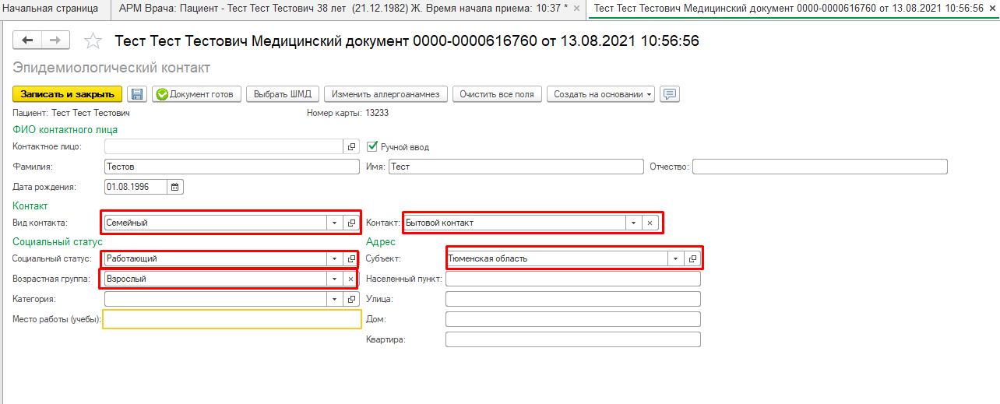 Начальная страница
АРМ Врача: Пациент - Тест Тест Тестович 38 лет (21.12.1982) Ж. Время начала приема: 10:37 * ×
Тест Тест Тестович Медицинский документ 0000-0000616760 от 13.08.2021 10:56:56 ×
Тест Тест Тестович Медицинский документ 0000-0000616760 от 13.08.2021 10:56:56
Эпидемиологический контакт
Записать и закрыть Документ готов Выбрать ШМД Изменить аллергоанамнез Очистить все поля Создать на основании
Пациент: Тест Тест Тестович Номер карты: 13233
ФИО контактного лица
Контактное лицо: Ручной ввод
Фамилия: Тестов Имя: Тест Отчество:
Дата рождения: 01.08.1996
Контакт
Вид контакта: Семейный Контакт: Бытовой контакт ×
Социальный статус Адрес
Социальный статус: Работающий Субъект: Тюменская область
Возрастная группа: Взрослый × Населенный пункт:
Категория: Улица:
Место работы (учебы): Дом:
Квартира: